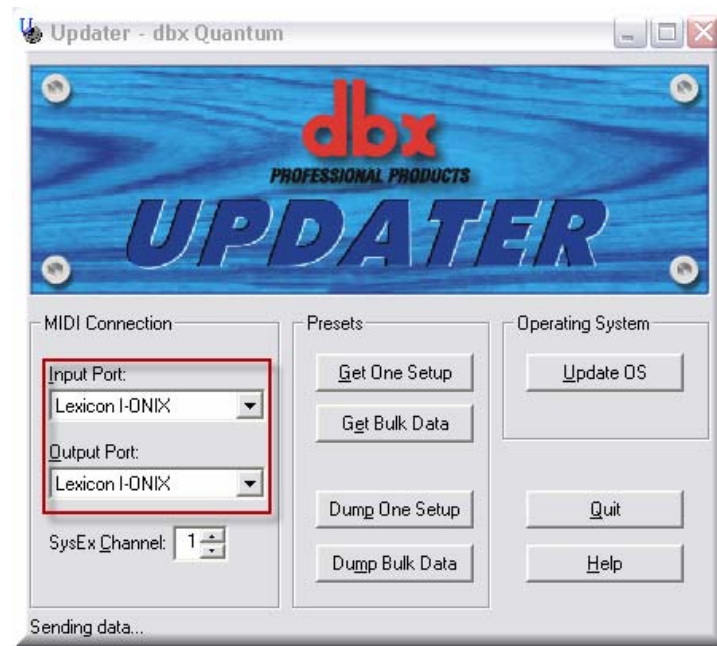 Updater - dbx Quantum
dbx
PROFESSIONAL PRODUCTS
UPDATER
MIDI Connection
Input Port:
Lexicon I-ONIX
Output Port:
Lexicon I-ONIX
SysEx Channel: 1
Presets
Get One Setup
Get Bulk Data
Dump One Setup
Dump Bulk Data
Operating System
Update OS
Quit
Help
Sending data...